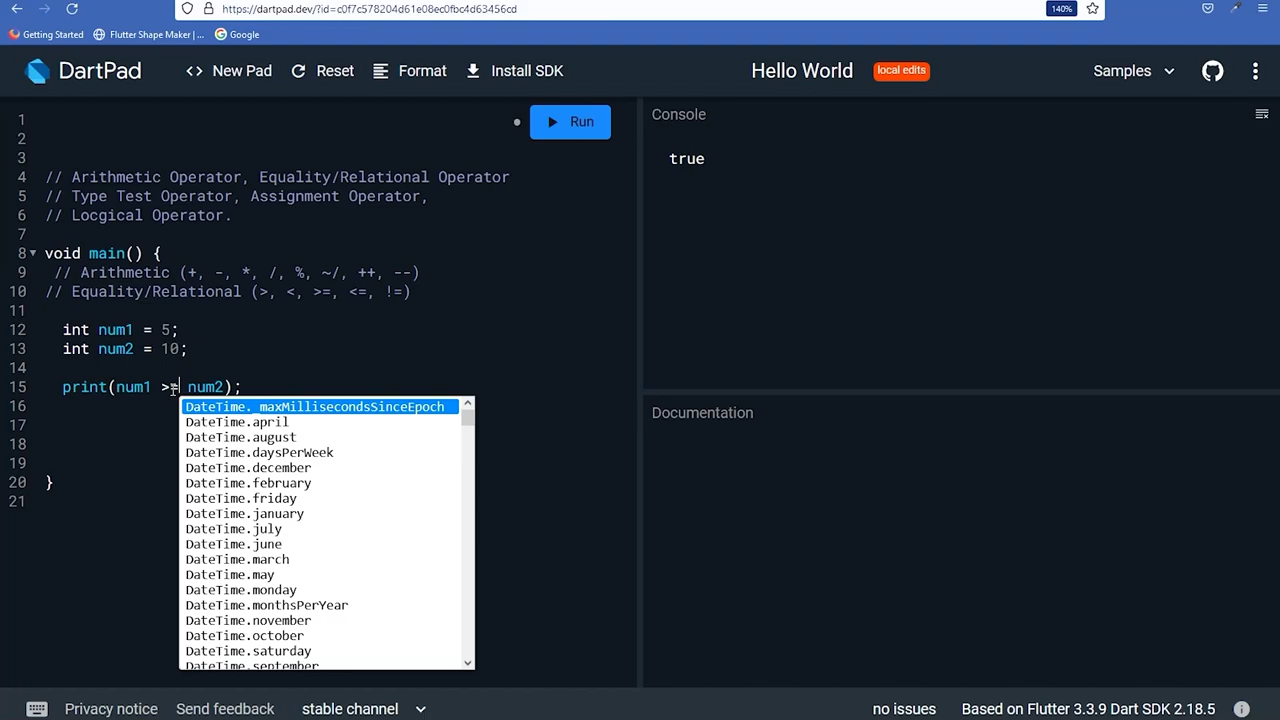 https://dartpad.dev/?id=c0f7c578204d61e08ec0fbc4d63456cd
140%
Getting Started
Flutter Shape Maker |...
Google
DartPad
<> New Pad
Reset
Format
Install SDK
Hello World
local edits
Samples
Run
1
2
3
4 // Arithmetic Operator, Equality/Relational Operator
5 // Type Test Operator, Assignment Operator,
6 // Locgical Operator.
7
8 void main() {
9 // Arithmetic (+, -, *, /, %, ~/, ++, --)
10 // Equality/Relational (>, <, >=, <=, !=)
11
12 int num1 = 5;
13 int num2 = 10;
14
15 print(num1 >= num2);
16
17
18
19
20 }
21
DateTime._maxMillisecondsSinceEpoch
DateTime.april
DateTime.august
DateTime.daysPerWeek
DateTime.december
DateTime.february
DateTime.friday
DateTime.january
DateTime.july
DateTime.june
DateTime.march
DateTime.may
DateTime.monday
DateTime.monthsPerYear
DateTime.november
DateTime.october
DateTime.saturday
DateTime.september
Console
true
Documentation
Privacy notice
Send feedback
stable channel
no issues
Based on Flutter 3.3.9 Dart SDK 2.18.5